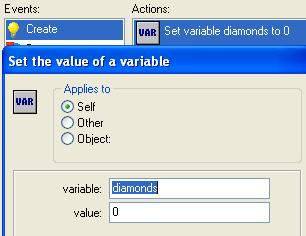 Events: Actions:
Create VAR Set variable diamonds to 0
Set the value of a variable
VAR Applies to
Self
Other
Object:
variable: diamonds
value: 0